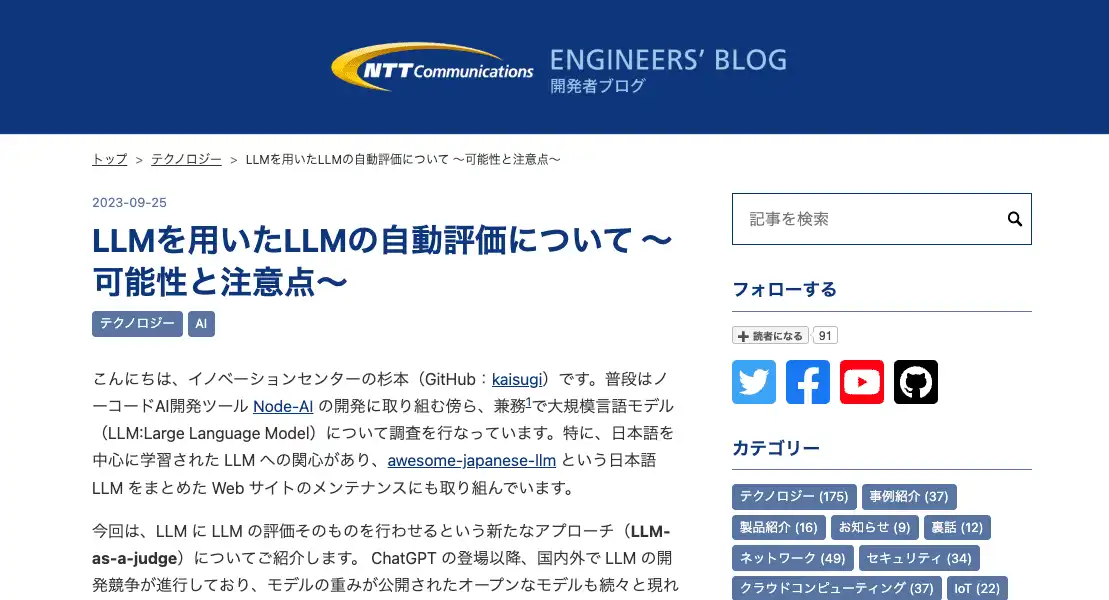 NTT Communications ENGINEERS' BLOG
開発者ブログ
トップ > テクノロジー > LLMを用いたLLMの自動評価について ～可能性と注意点～
2023-09-25
LLMを用いたLLMの自動評価について ～
可能性と注意点～
テクノロジー AI
こんにちは、イノベーションセンターの杉本（GitHub：kaisugi）です。普段はノ
ーコードAI開発ツール Node-AI の開発に取り組む傍ら、兼務1で大規模言語モデル
（LLM:Large Language Model）について調査を行なっています。特に、日本語を
中心に学習された LLM への関心があり、awesome-japanese-llm という日本語
LLM をまとめた Web サイトのメンテナンスにも取り組んでいます。
今回は、LLM に LLM の評価そのものを行わせるという新たなアプローチ（LLM-
as-a-judge）についてご紹介します。 ChatGPT の登場以降、国内外で LLM の開
発競争が進行しており、モデルの重みが公開されたオープンなモデルも続々と現れ
記事を検索
フォローする
読者になる 91
カテゴリー
テクノロジー (175) 事例紹介 (37)
製品紹介 (16) お知らせ (9) 裏話 (12)
ネットワーク (49) セキュリティ (34)
クラウドコンピューティング (37) IoT (22)